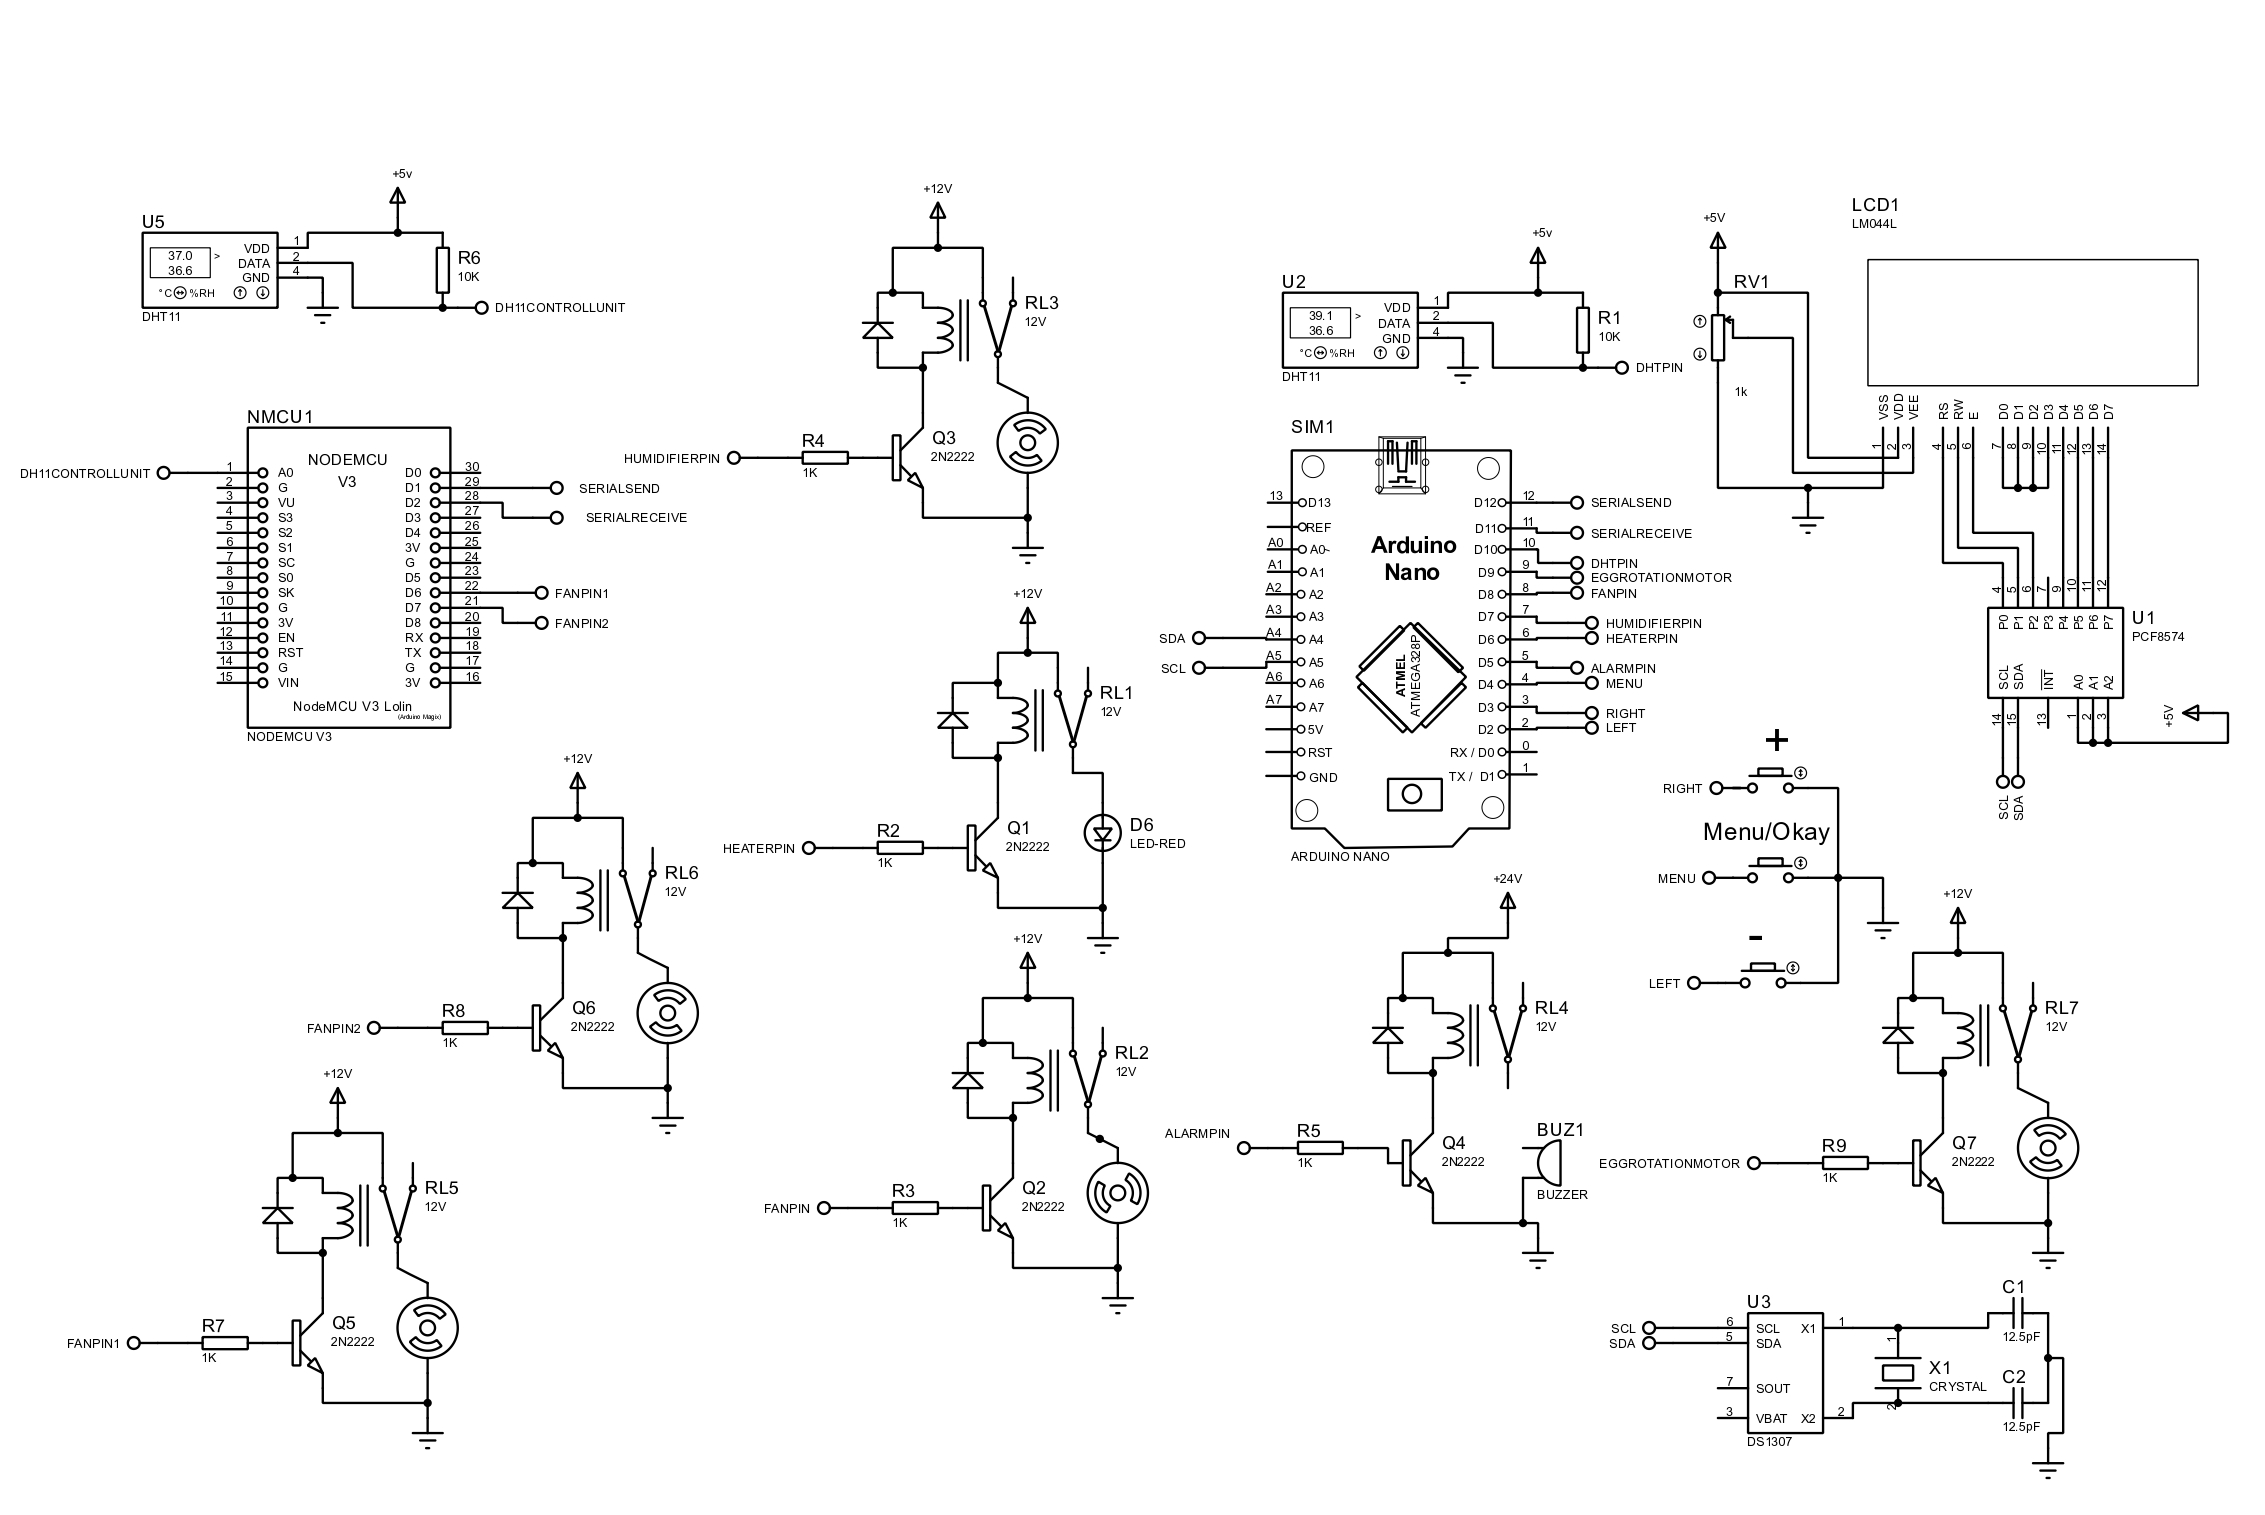 +5v
U5
VDD 1
DATA 2
GND 4
37.0 >
36.6
°C %RH
DHT11
R6
10K
DH11CONTROLLUNIT
NMCU1
NODEMCU
V3
DH11CONTROLLUNIT
1 A0
2 G
3 VU
4 S3
5 S2
6 S1
7 SC
8 S0
9 SK
10 G
11 3V
12 EN
13 RST
14 G
15 VIN
D0 30
D1 29 SERIALSEND
D2 28
D3 27 SERIALRECEIVE
D4 26
3V 25
G 24
D5 23
D6 22 FANPIN1
D7 21
D8 20 FANPIN2
RX 19
TX 18
G 17
3V 16
NodeMCU V3 Lolin
(Arduino Magix)
NODEMCU V3
+12V
RL3
12V
Q3
2N2222
HUMIDIFIERPIN
R4
1K
+12V
RL1
12V
Q1
2N2222
HEATERPIN
R2
1K
D6
LED-RED
+12V
RL6
12V
Q6
2N2222
FANPIN2
R8
1K
+12V
RL2
12V
Q2
2N2222
FANPIN
R3
1K
+12V
RL5
12V
Q5
2N2222
FANPIN1
R7
1K
+5v
U2
VDD 1
DATA 2
GND 4
39.1 >
36.6
°C %RH
DHT11
R1
10K
DHTPIN
SIM1
Arduino
Nano
ATMEL
ATMEGA328P
13 D13
REF
A0 A0~
A1 A1
A2 A2
A3 A3
SDA A4 A4
SCL A5 A5
A6 A6
A7 A7
5V
RST
GND
D12 12 SERIALSEND
D11 11 SERIALRECEIVE
D10 10 DHTPIN
D9 9 EGGROTATIONMOTOR
D8 8 FANPIN
D7 7 HUMIDIFIERPIN
D6 6 HEATERPIN
D5 5 ALARMPIN
D4 4 MENU
D3 3 RIGHT
D2 2 LEFT
RX / D0 0
TX / D1 1
ARDUINO NANO
+5V
RV1
1k
LCD1
LM044L
VSS VDD VEE RS RW E D0 D1 D2 D3 D4 D5 D6 D7
1 2 3 4 5 6 7 8 9 10 11 12 13 14
4 5 6 7 9 10 11 12
P0 P1 P2 P3 P4 P5 P6 P7
U1
PCF8574
SCL SDA INT A0 A1 A2
14 15 13 1 2 3
+5V
SCL SDA
+
RIGHT
Menu/Okay
MENU
-
LEFT
+24V
RL4
12V
Q4
2N2222
ALARMPIN
R5
1K
BUZ1
BUZZER
+12V
RL7
12V
Q7
2N2222
EGGROTATIONMOTOR
R9
1K
U3
SCL 6 SCL X1 1
SDA 5 SDA
7 SOUT
3 VBAT X2 2
DS1307
1
X1
CRYSTAL
2
C1
12.5pF
C2
12.5pF